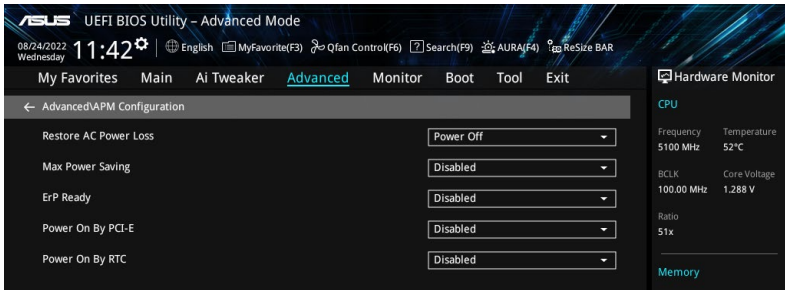 ASUS UEFI BIOS Utility – Advanced Mode
08/24/2022 Wednesday 11:42 English MyFavorite(F3) Qfan Control(F6) ? Search(F9) AURA(F4) ReSize BAR
My Favorites Main Ai Tweaker Advanced Monitor Boot Tool Exit
Hardware Monitor
← Advanced\APM Configuration
Restore AC Power Loss Power Off
Max Power Saving Disabled
ErP Ready Disabled
Power On By PCI-E Disabled
Power On By RTC Disabled
CPU
Frequency Temperature
5100 MHz 52°C
BCLK Core Voltage
100.00 MHz 1.288 V
Ratio
51x
Memory